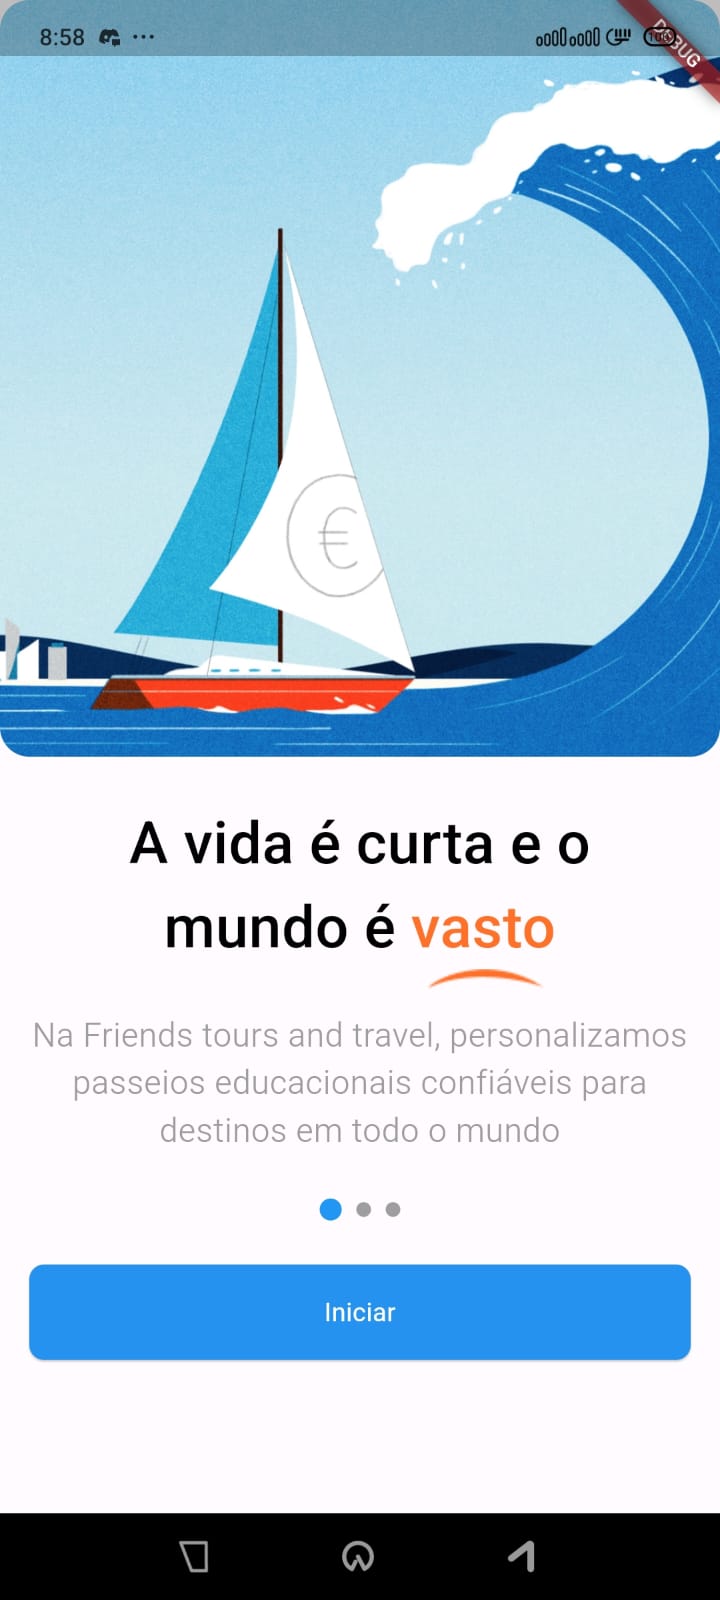 8:58
DEBUG
€
A vida é curta e o
mundo é vasto
Na Friends tours and travel, personalizamos
passeios educacionais confiáveis para
destinos em todo o mundo
Iniciar